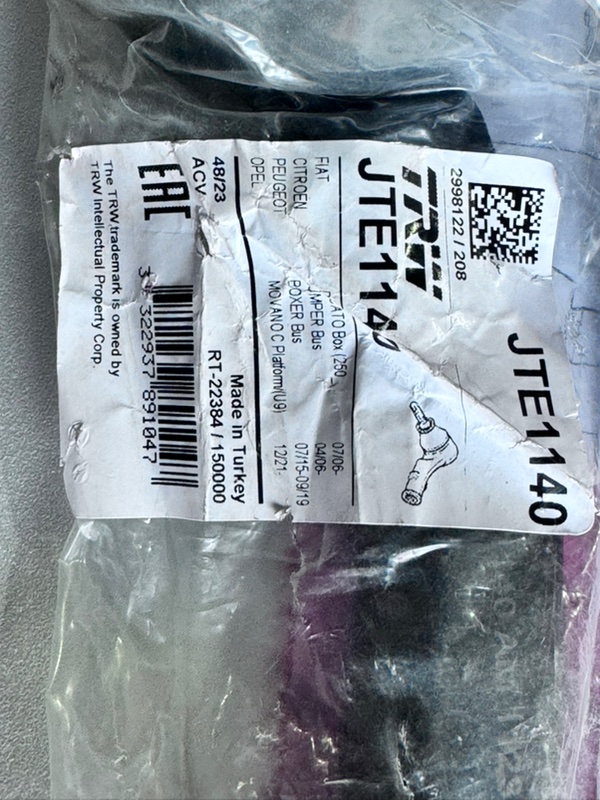 JTE1140
2998122 / 208
TRW
JTE1140
FIAT Box (250_ 07/06-
CITROEN Bus 04/06-
PEUGEOT BOXER Bus 07/15-09/19
OPEL MOVANO C Platform(U9) 12/21-
48/23 Made in Turkey
ACV RT-22384 / 150000
EAC
3 322937 891047
The TRW trademark is owned by
TRW Intellectual Property Corp.